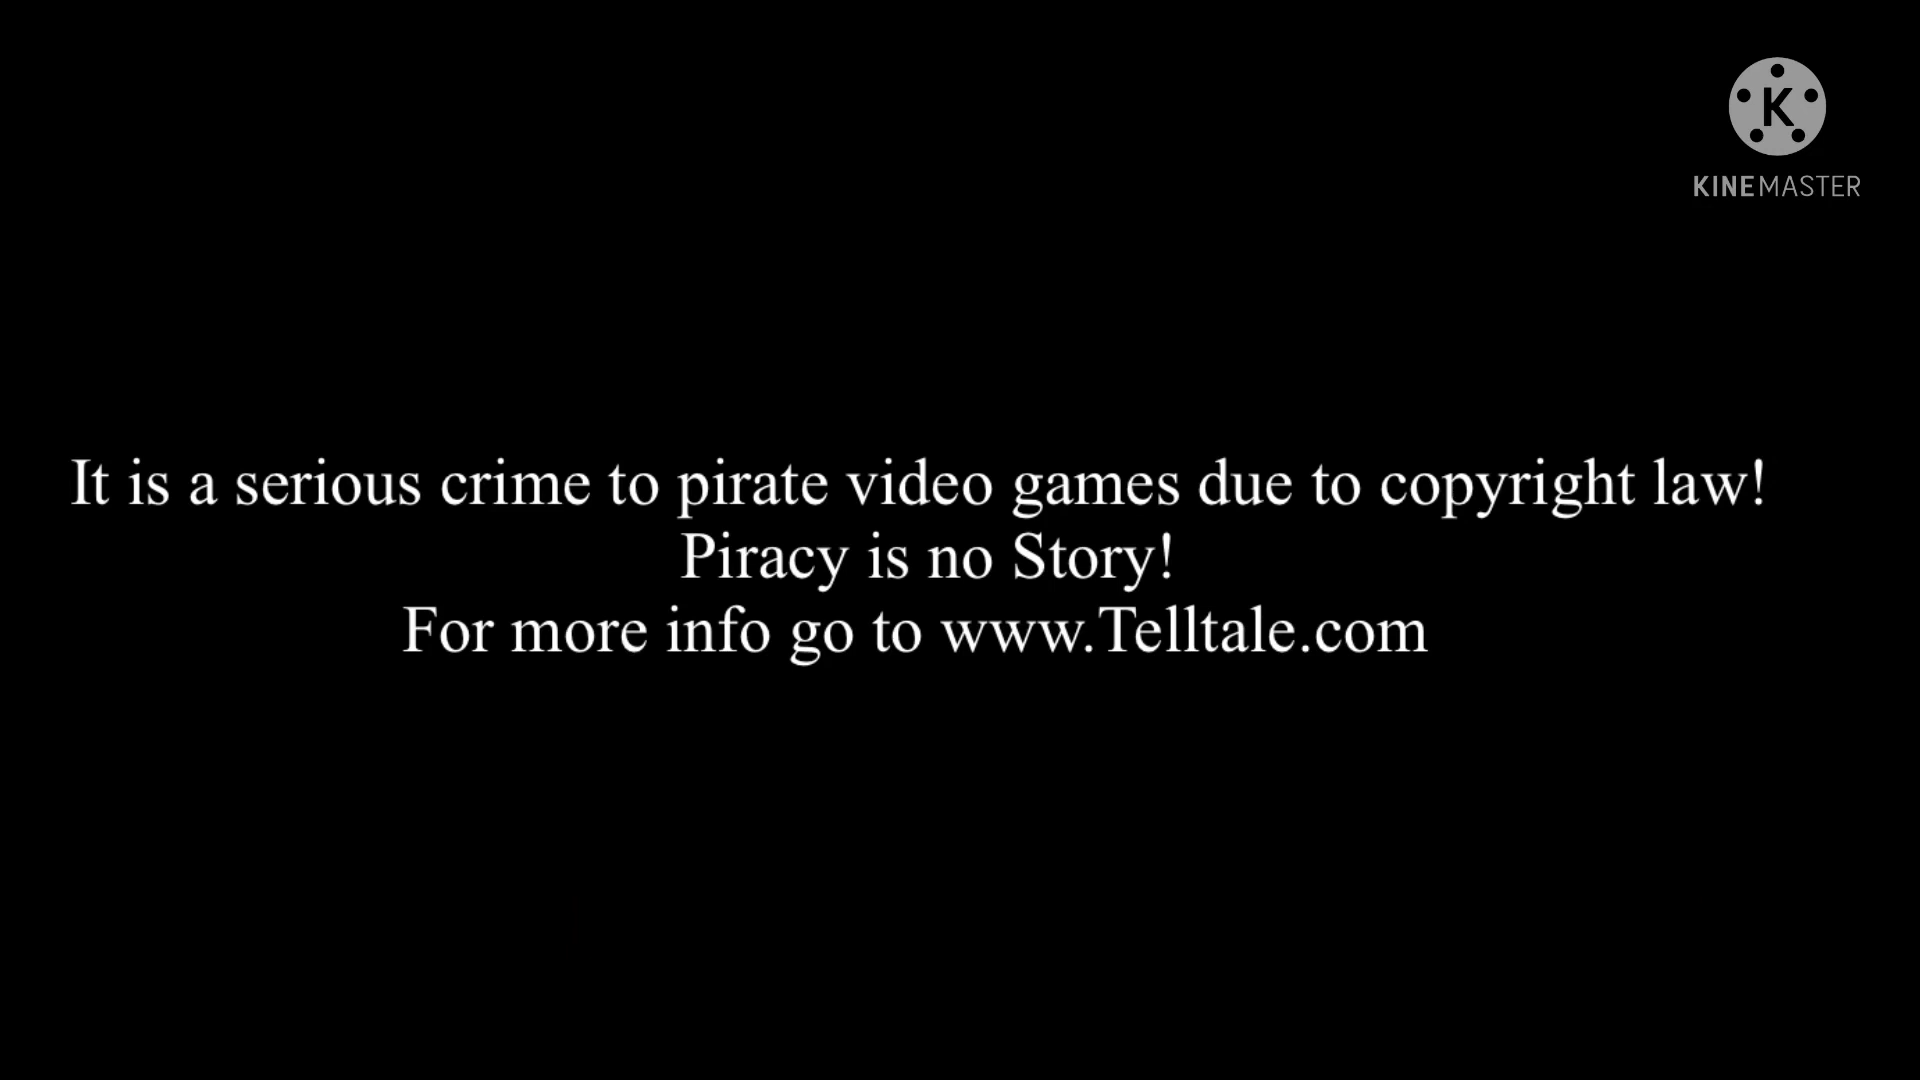 K
KINEMASTER
It is a serious crime to pirate video games due to copyright law!
Piracy is no Story!
For more info go to www.Telltale.com